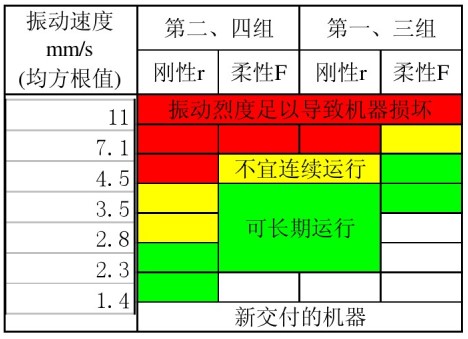 振动速度
mm/s
(均方根值)
第二、四组
第一、三组
刚性r
柔性F
刚性r
柔性F
振动烈度足以导致机器损坏
11
7.1
不宜连续运行
4.5
3.5
可长期运行
2.8
2.3
1.4
新交付的机器